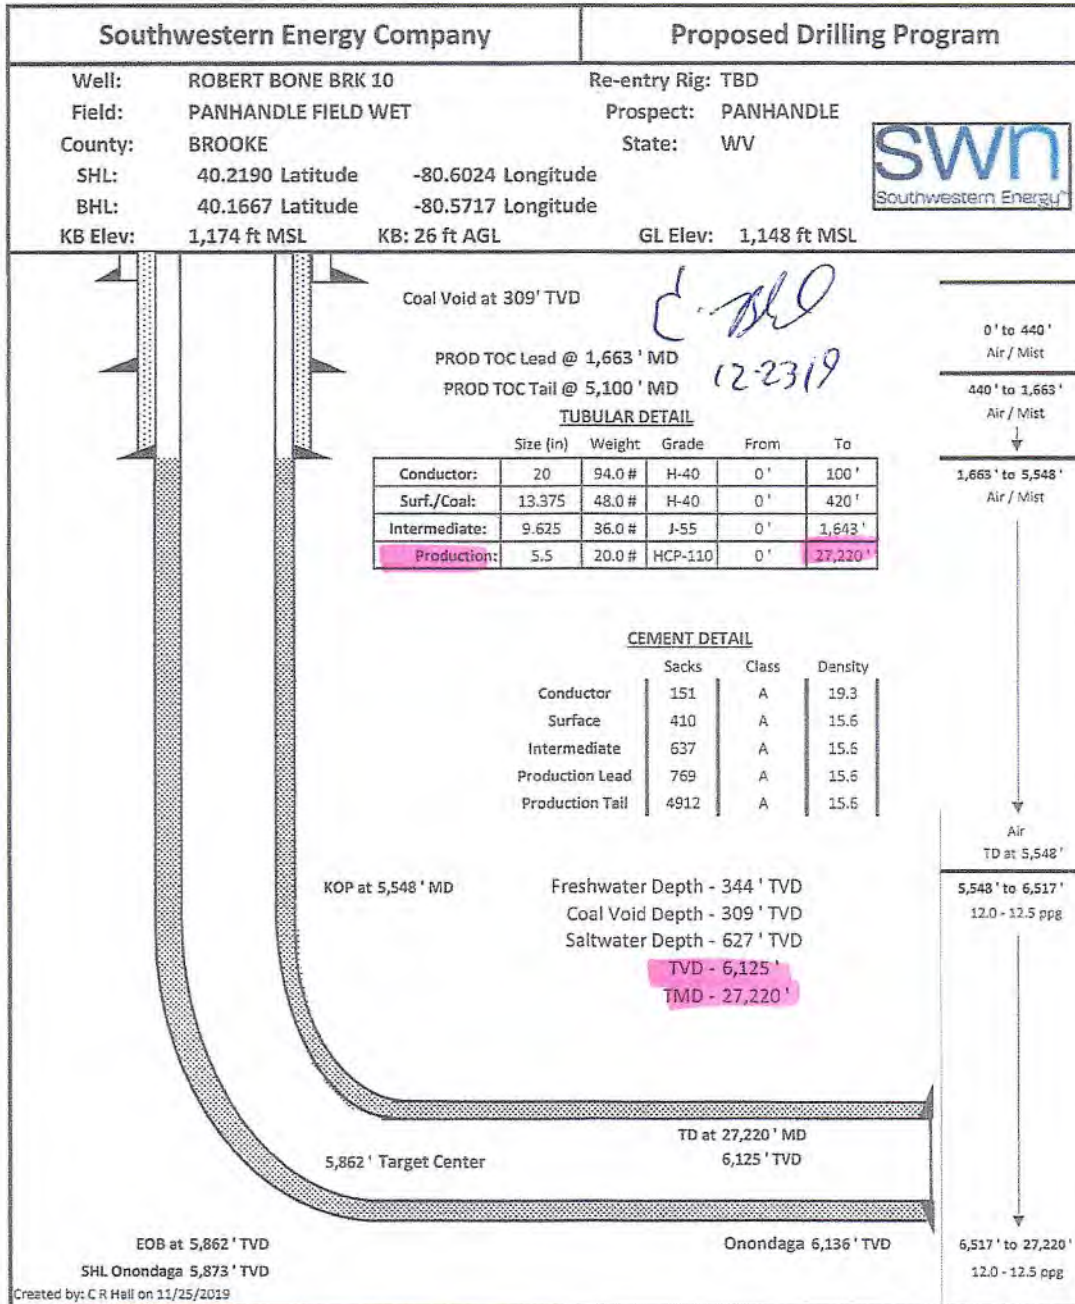 Southwestern Energy Company
Proposed Drilling Program
Well: ROBERT BONE BRK 10 Re-entry Rig: TBD
Field: PANHANDLE FIELD WET Prospect: PANHANDLE
County: BROOKE State: WV
SHL: 40.2190 Latitude -80.6024 Longitude
BHL: 40.1667 Latitude -80.5717 Longitude
KB Elev: 1,174 ft MSL KB: 26 ft AGL GL Elev: 1,148 ft MSL
swn
Southwestern Energy
Coal Void at 309' TVD
0' to 440'
Air / Mist
PROD TOC Lead @ 1,663' MD
PROD TOC Tail @ 5,100' MD
12-23-19
440' to 1,663'
Air / Mist
TUBULAR DETAIL
Size (in) Weight Grade From To
Conductor: 20 94.0# H-40 0' 100'
Surf./Coal: 13.375 48.0# H-40 0' 420'
Intermediate: 9.625 36.0# J-55 0' 1,643'
Production: 5.5 20.0# HCP-110 0' 27,220'
1,663' to 5,548'
Air / Mist
CEMENT DETAIL
Sacks Class Density
Conductor 151 A 19.3
Surface 410 A 15.6
Intermediate 637 A 15.6
Production Lead 769 A 15.6
Production Tail 4912 A 15.6
Air
TD at 5,548'
KOP at 5,548' MD
5,548' to 6,517'
12.0 - 12.5 ppg
Freshwater Depth - 344' TVD
Coal Void Depth - 309' TVD
Saltwater Depth - 627' TVD
TVD - 6,125'
TMD - 27,220'
TD at 27,220' MD
6,125' TVD
5,862' Target Center
EOB at 5,862' TVD
Onondaga 6,136' TVD
6,517' to 27,220'
12.0 - 12.5 ppg
SHL Onondaga 5,873' TVD
Created by: C R Hall on 11/25/2019